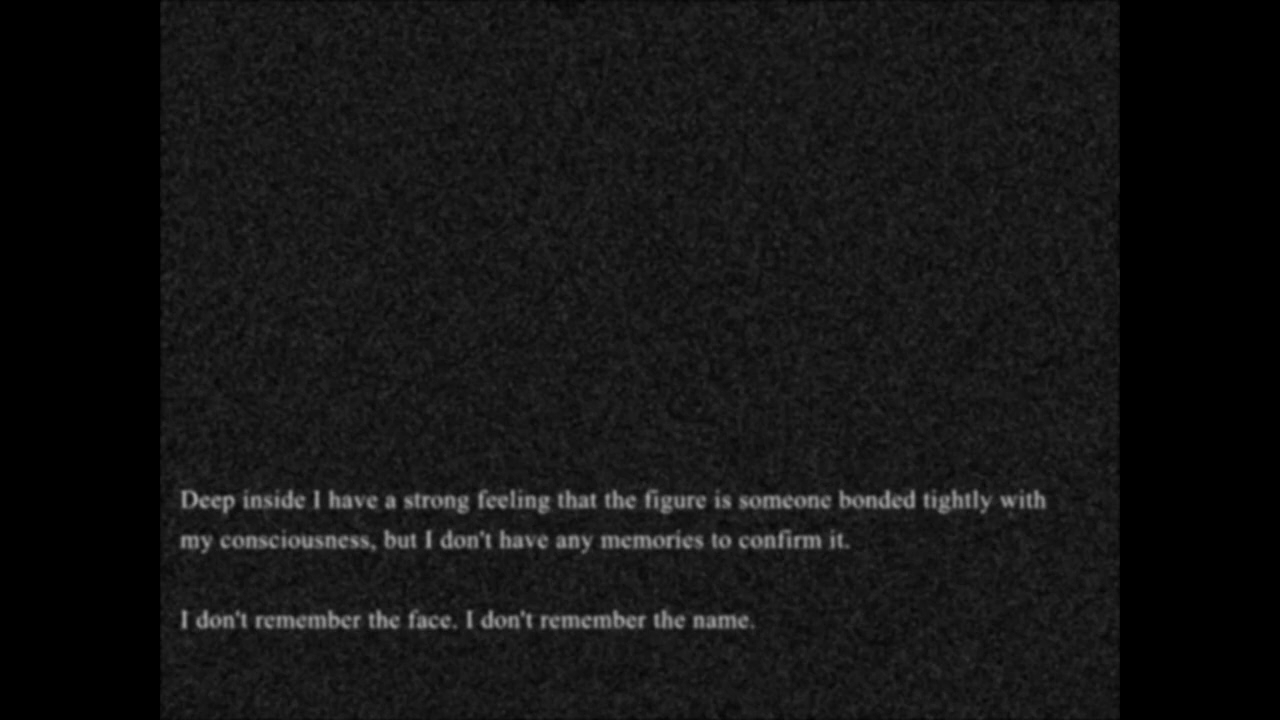 Deep inside I have a strong feeling that the figure is someone bonded tightly with
my consciousness, but I don't have any memories to confirm it.
I don't remember the face. I don't remember the name.